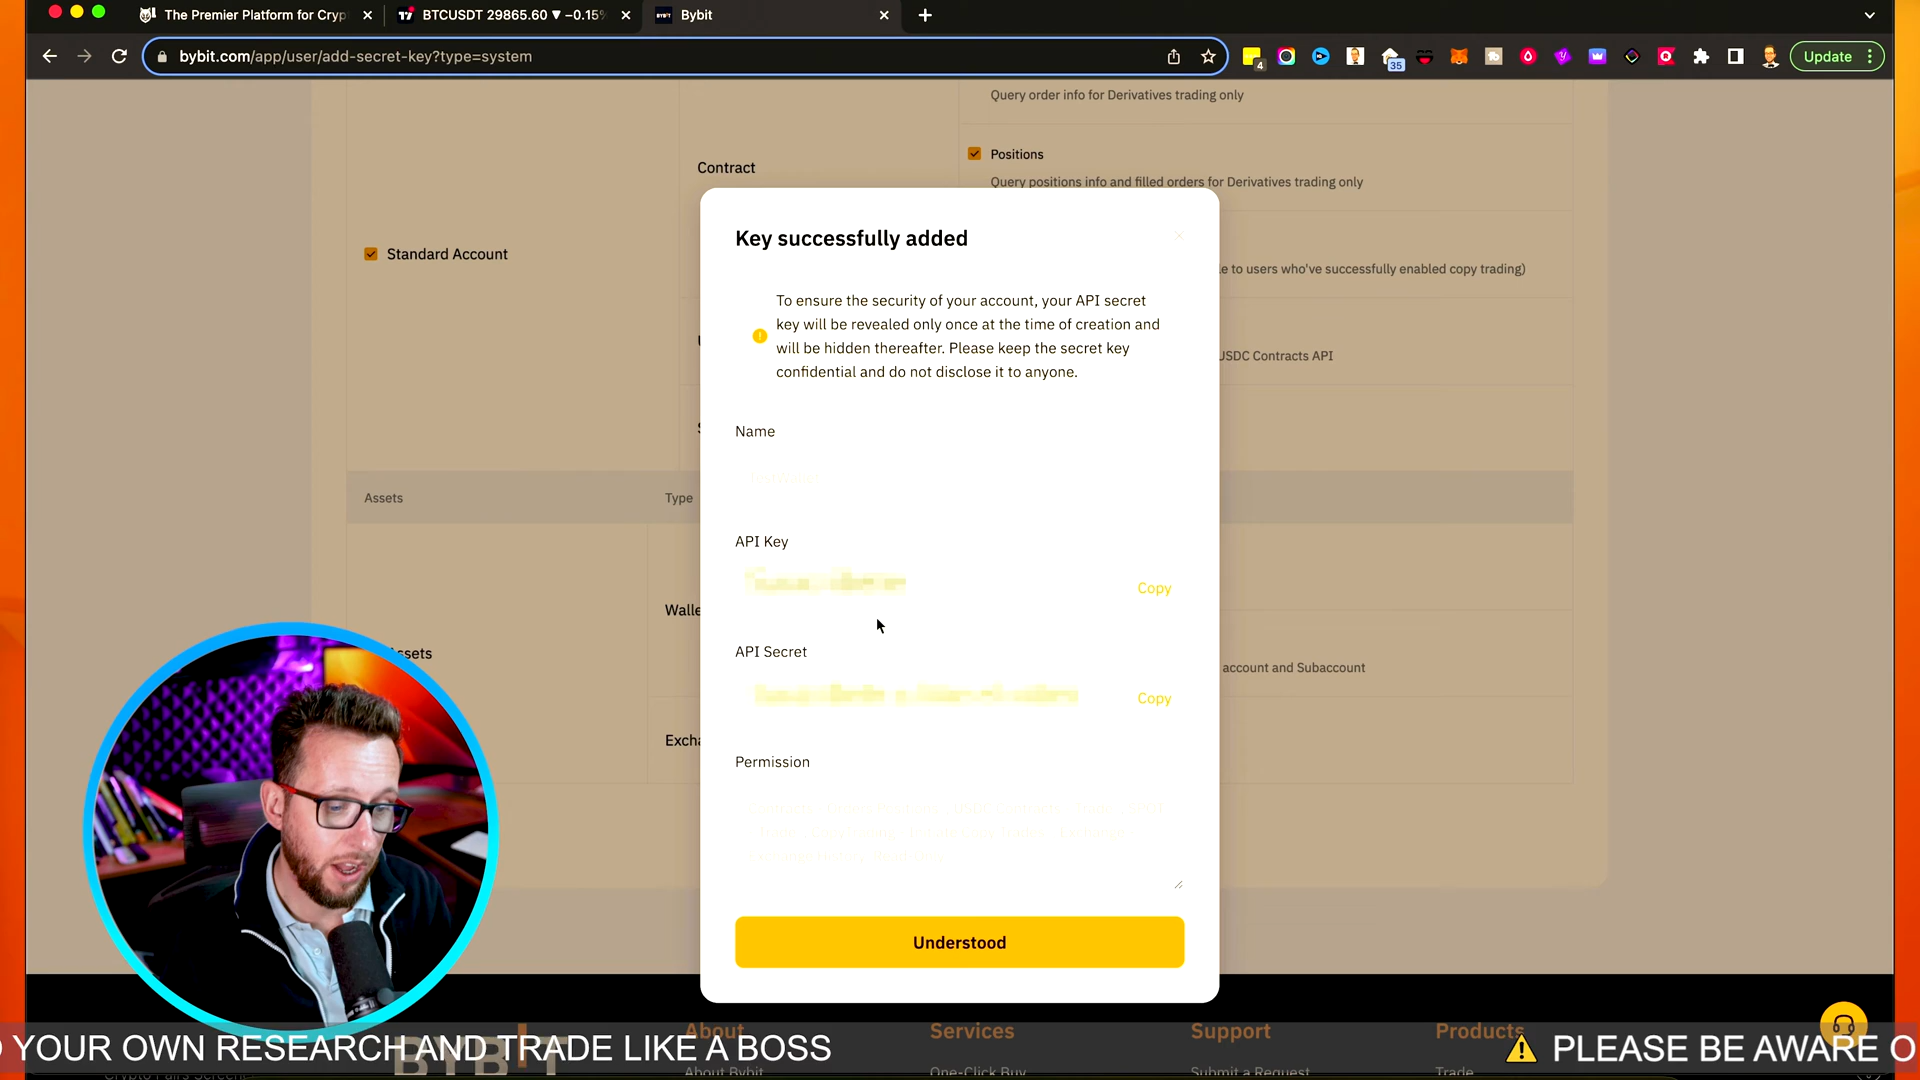 The Premier Platform for Cryp
BTCUSDT 29865.60 ▼ −0.15%
Bybit
bybit.com/app/user/add-secret-key?type=system
4
35
Update
Query order info for Derivatives trading only
Contract
Positions
Query positions info and filled orders for Derivatives trading only
Standard Account
le to users who've successfully enabled copy trading)
USDC Contracts API
Assets
Type
Walle
ssets
account and Subaccount
Excha
Key successfully added
To ensure the security of your account, your API secret
key will be revealed only once at the time of creation and
will be hidden thereafter. Please keep the secret key
confidential and do not disclose it to anyone.
Name
API Key
Copy
API Secret
Copy
Permission
Understood
BYBIT
About
Services
Support
Products
YOUR OWN RESEARCH AND TRADE LIKE A BOSS
⚠ PLEASE BE AWARE O
About Bybit
One-Click Buy
Submit a Request
Trade